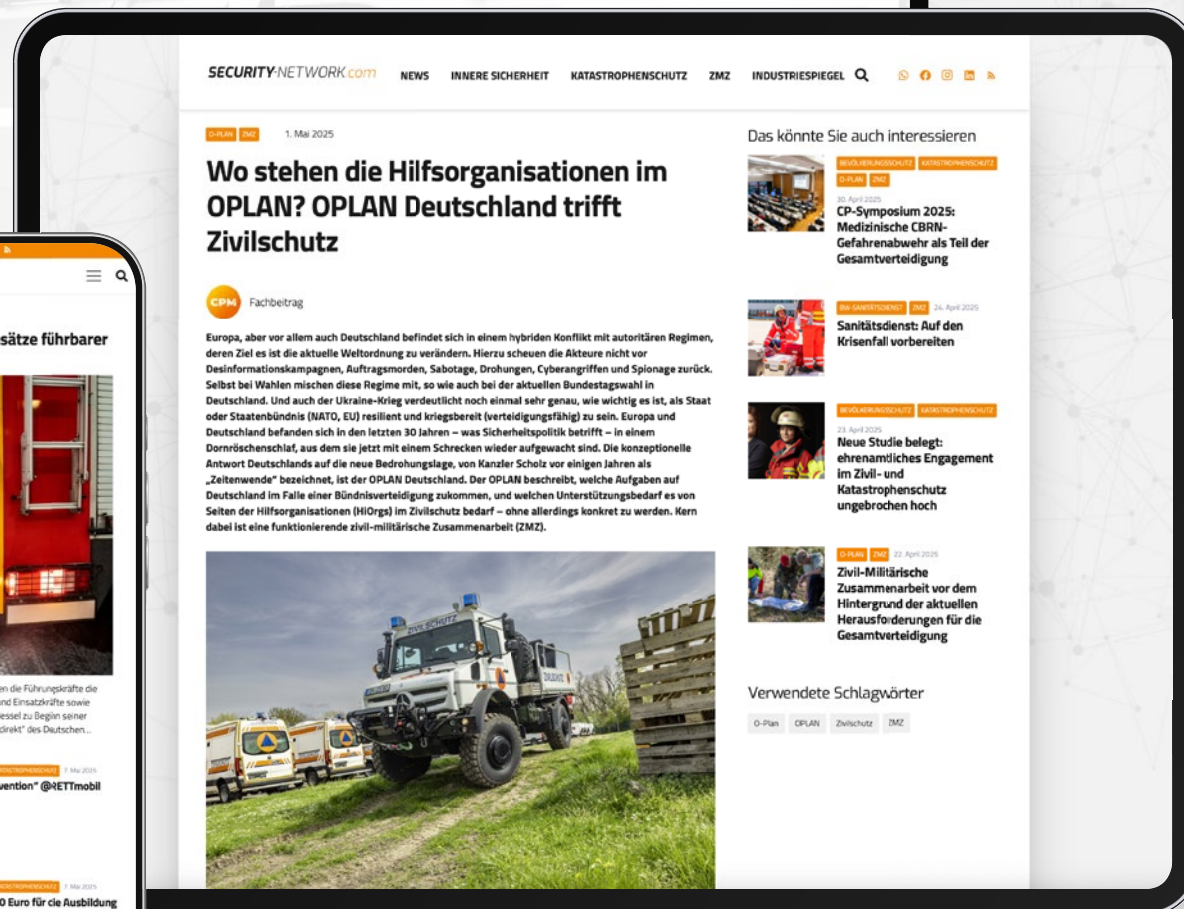 SECURITY-NETWORK.com
NEWS INNERE SICHERHEIT KATASTROPHENSCHUTZ ZMZ INDUSTRIESPIEGEL
O-PLAN ZMZ 1. Mai 2025
Wo stehen die Hilfsorganisationen im
OPLAN? OPLAN Deutschland trifft
Zivilschutz
CPM Fachbeitrag
Europa, aber vor allem auch Deutschland befindet sich in einem hybriden Konflikt mit autoritären Regimen,
deren Ziel es ist die aktuelle Weltordnung zu verändern. Hierzu scheuen die Akteure nicht vor
Desinformationskampagnen, Auftragsmorden, Sabotage, Drohungen, Cyberangriffen und Spionage zurück.
Selbst bei Wahlen mischen diese Regime mit, so wie auch bei der aktuellen Bundestagswahl in
Deutschland. Und auch der Ukraine-Krieg verdeutlicht noch einmal sehr genau, wie wichtig es ist, als Staat
oder Staatenbündnis (NATO, EU) resilient und kriegsbereit (verteidigungsfähig) zu sein. Europa und
Deutschland befanden sich in den letzten 30 Jahren – was Sicherheitspolitik betrifft – in einem
Dornröschenschlaf, aus dem sie jetzt mit einem Schrecken wieder aufgewacht sind. Die konzeptionelle
Antwort Deutschlands auf die neue Bedrohungslage, von Kanzler Scholz vor einigen Jahren als
„Zeitenwende“ bezeichnet, ist der OPLAN Deutschland. Der OPLAN beschreibt, welche Aufgaben auf
Deutschland im Falle einer Bündnisverteidigung zukommen, und welchen Unterstützungsbedarf es von
Seiten der Hilfsorganisationen (HiOrgs) im Zivilschutz bedarf – ohne allerdings konkret zu werden. Kern
dabei ist eine funktionierende zivil-militärische Zusammenarbeit (ZMZ).
ZIVILSCHUTZ
ZIVILSCHUTZ
Das könnte Sie auch interessieren
BEVÖLKERUNGSSCHUTZ KATASTROPHENSCHUTZ
O-PLAN ZMZ
30. April 2025
CP-Symposium 2025:
Medizinische CBRN-
Gefahrenabwehr als Teil der
Gesamtverteidigung
BW-SANITÄTSDIENST ZMZ 24. April 2025
Sanitätsdienst: Auf den
Krisenfall vorbereiten
BEVÖLKERUNGSSCHUTZ KATASTROPHENSCHUTZ
23. April 2025
Neue Studie belegt:
ehrenamtliches Engagement
im Zivil- und
Katastrophenschutz
ungebrochen hoch
O-PLAN ZMZ 22. April 2025
Zivil-Militärische
Zusammenarbeit vor dem
Hintergrund der aktuellen
Herausforderungen für die
Gesamtverteidigung
Verwendete Schlagwörter
O-Plan OPLAN Zivilschutz ZMZ
sätze führbarer
en die Führungskräfte die
und Einsatzkräfte sowie
essel zu Beginn seiner
direkt" des Deutschen...
KATASTROPHENSCHUTZ 7. Mai 2025
vention" @RETTmobil
KATASTROPHENSCHUTZ 7. Mai 2025
0 Euro für die Ausbildung